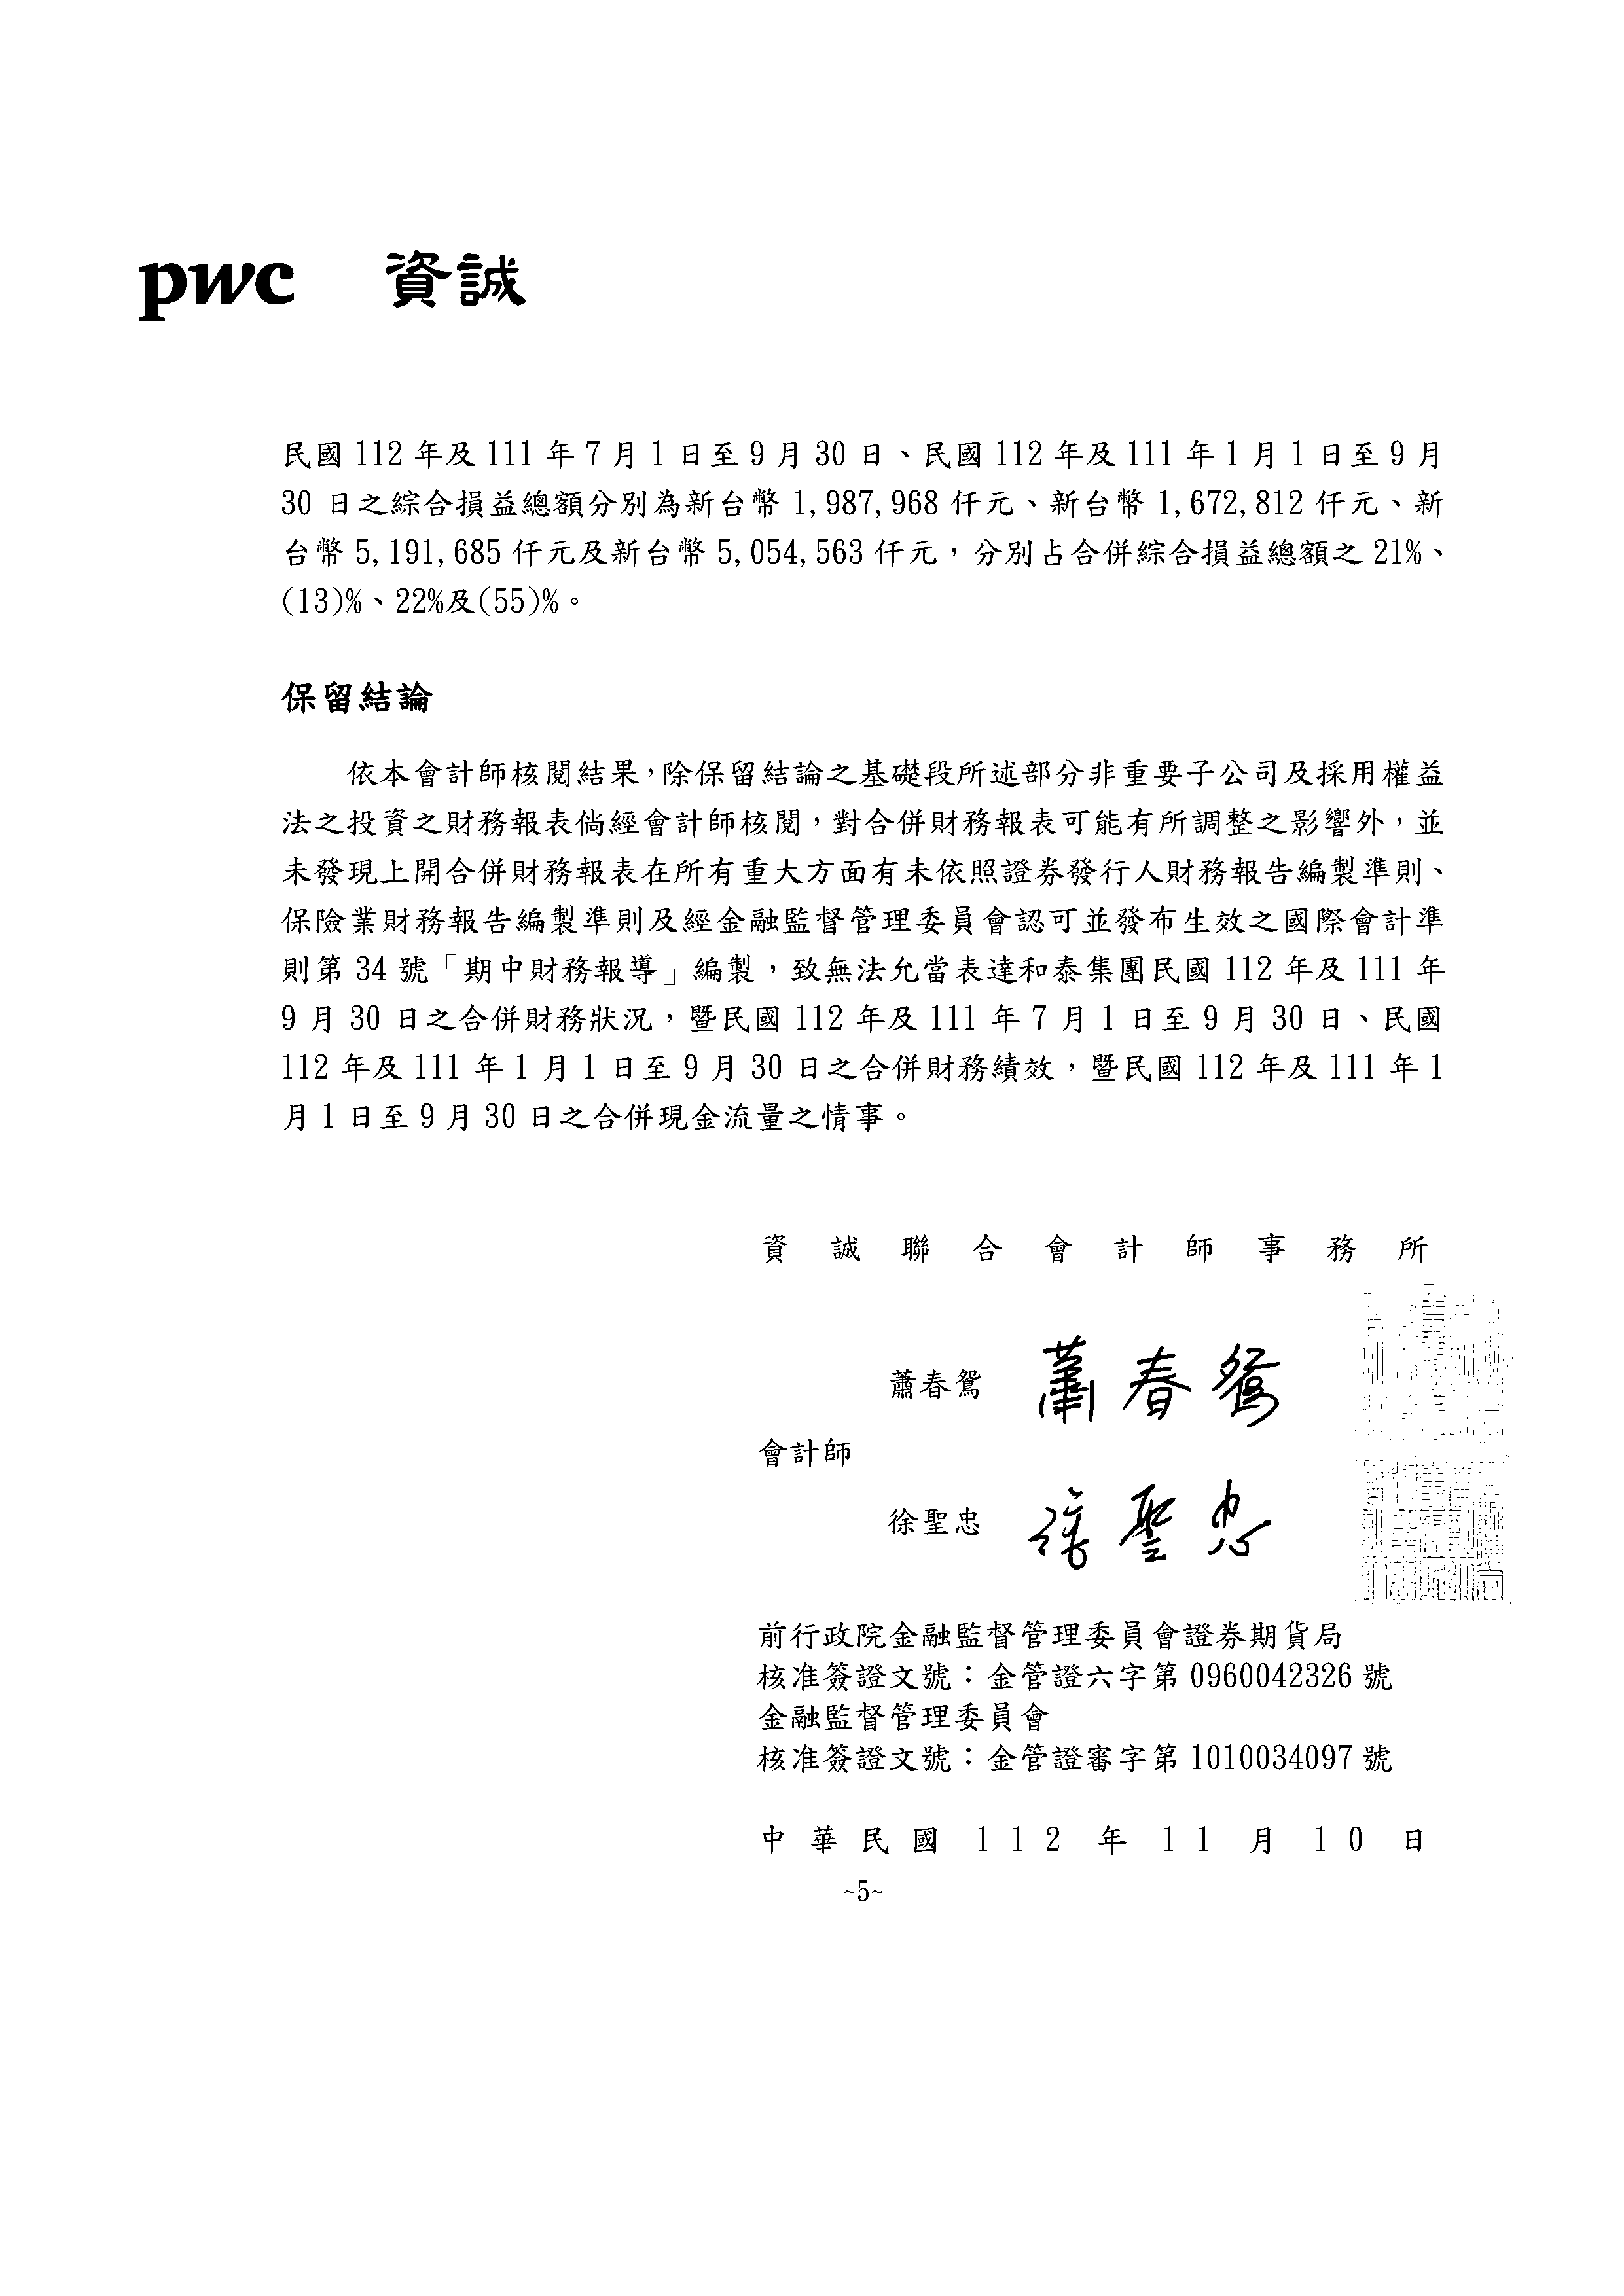 pwc 資誠
民國 112 年及 111 年 7 月 1 日至 9 月 30 日、民國 112 年及 111 年 1 月 1 日至 9 月
30 日之綜合損益總額分別為新台幣 1,987,968 仟元、新台幣 1,672,812 仟元、新
台幣 5,191,685 仟元及新台幣 5,054,563 仟元，分別占合併綜合損益總額之 21%、
(13)%、22%及(55)%。
保留結論
依本會計師核閱結果，除保留結論之基礎段所述部分非重要子公司及採用權益
法之投資之財務報表倘經會計師核閱，對合併財務報表可能有所調整之影響外，並
未發現上開合併財務報表在所有重大方面有未依照證券發行人財務報告編製準則、
保險業財務報告編製準則及經金融監督管理委員會認可並發布生效之國際會計準
則第 34 號「期中財務報導」編製，致無法允當表達和泰集團民國 112 年及 111 年
9 月 30 日之合併財務狀況，暨民國 112 年及 111 年 7 月 1 日至 9 月 30 日、民國
112 年及 111 年 1 月 1 日至 9 月 30 日之合併財務績效，暨民國 112 年及 111 年 1
月 1 日至 9 月 30 日之合併現金流量之情事。
資誠聯合會計師事務所
蕭春鴛 蕭春鴛
會計師
徐聖忠 徐聖忠
前行政院金融監督管理委員會證券期貨局
核准簽證文號：金管證六字第 0960042326 號
金融監督管理委員會
核准簽證文號：金管證審字第 1010034097 號
中華民國 112 年 11 月 10 日
~5~